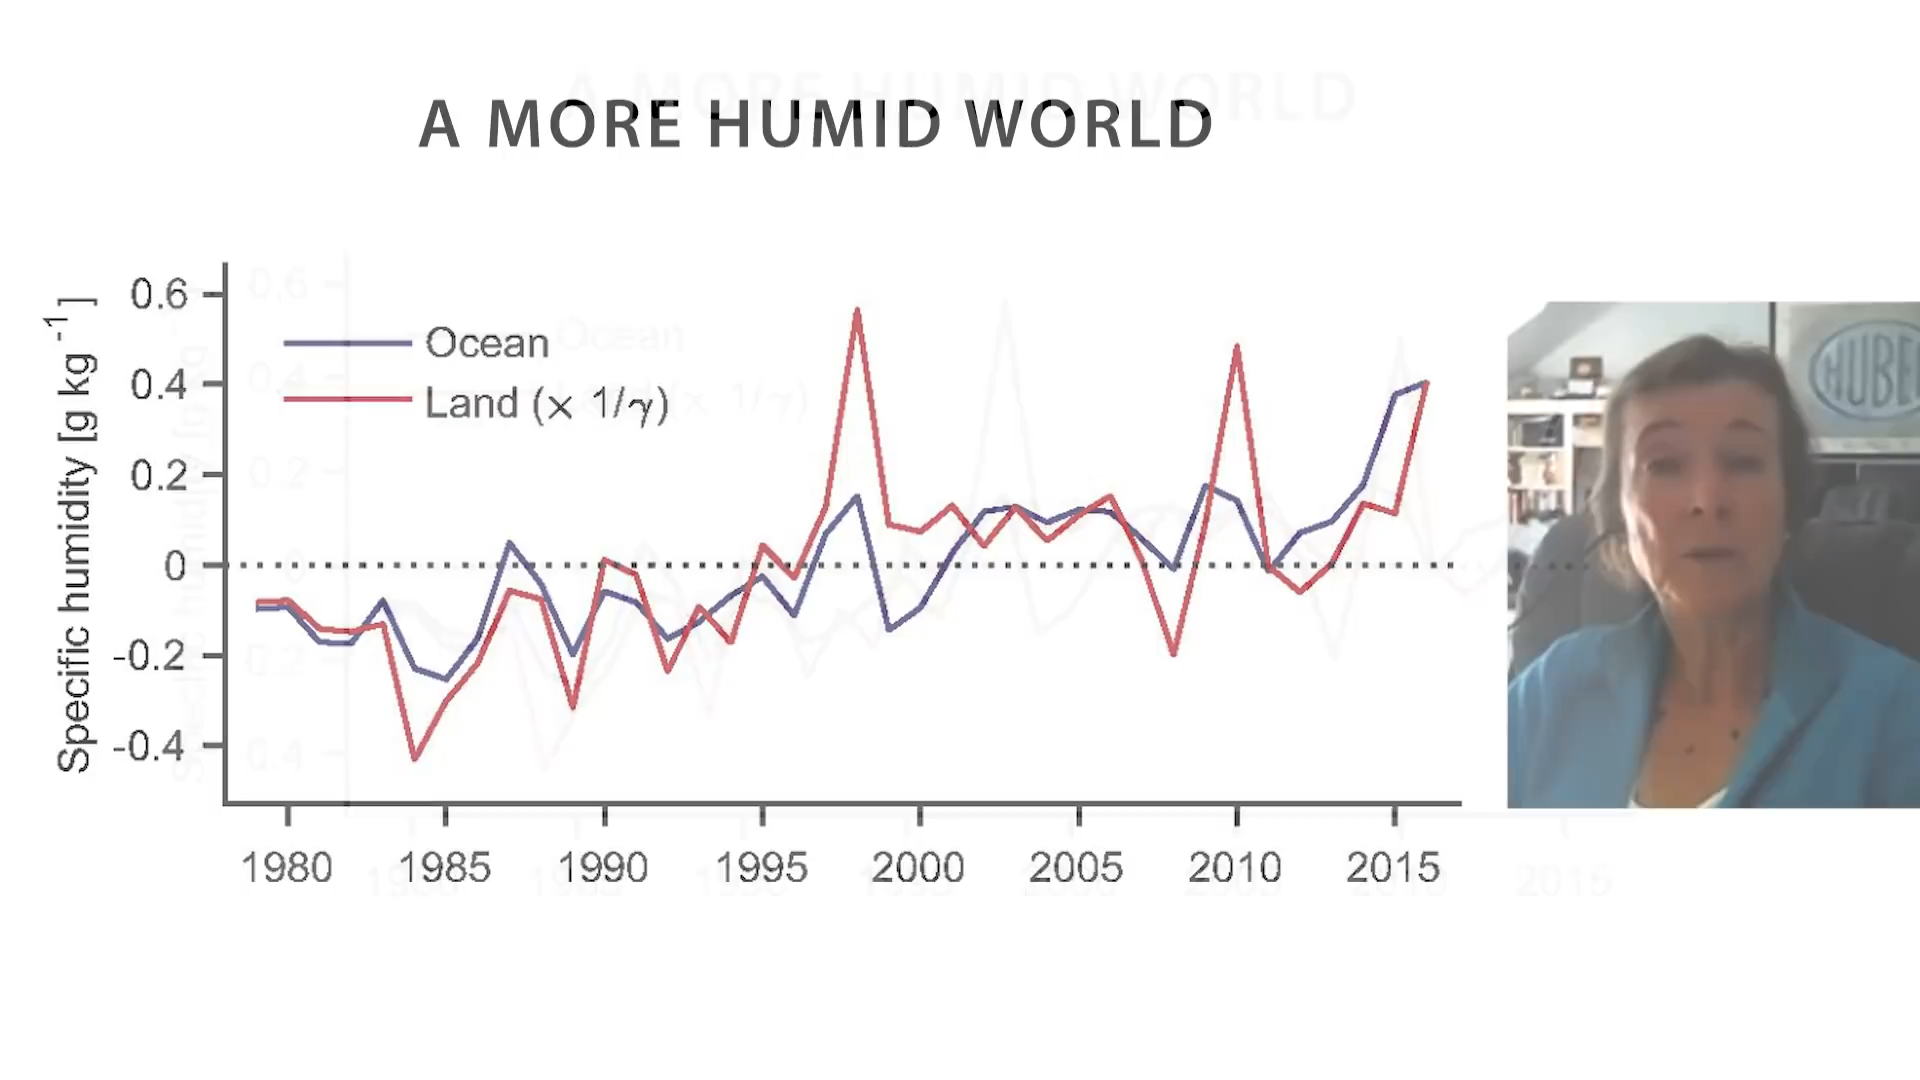 A MORE HUMID WORLD
Specific humidity [g kg -1]
0.6
0.4
0.2
0
-0.2
-0.4
Ocean
Land (× 1/γ)
1980 1985 1990 1995 2000 2005 2010 2015